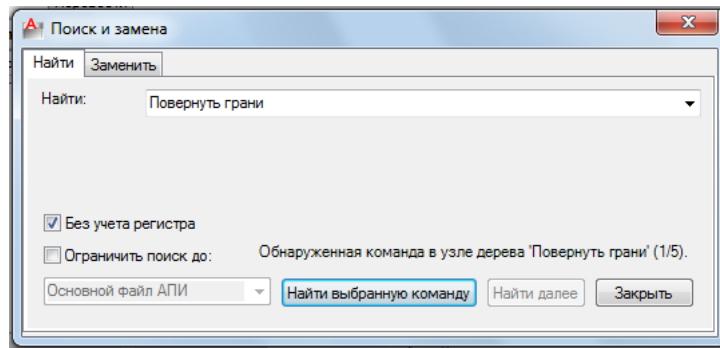 Поиск и замена
Найти Заменить
Найти: Повернуть грани
Без учета регистра
Ограничить поиск до: Обнаруженная команда в узле дерева 'Повернуть грани' (1/5).
Основной файл АПИ Найти выбранную команду Найти далее Закрыть